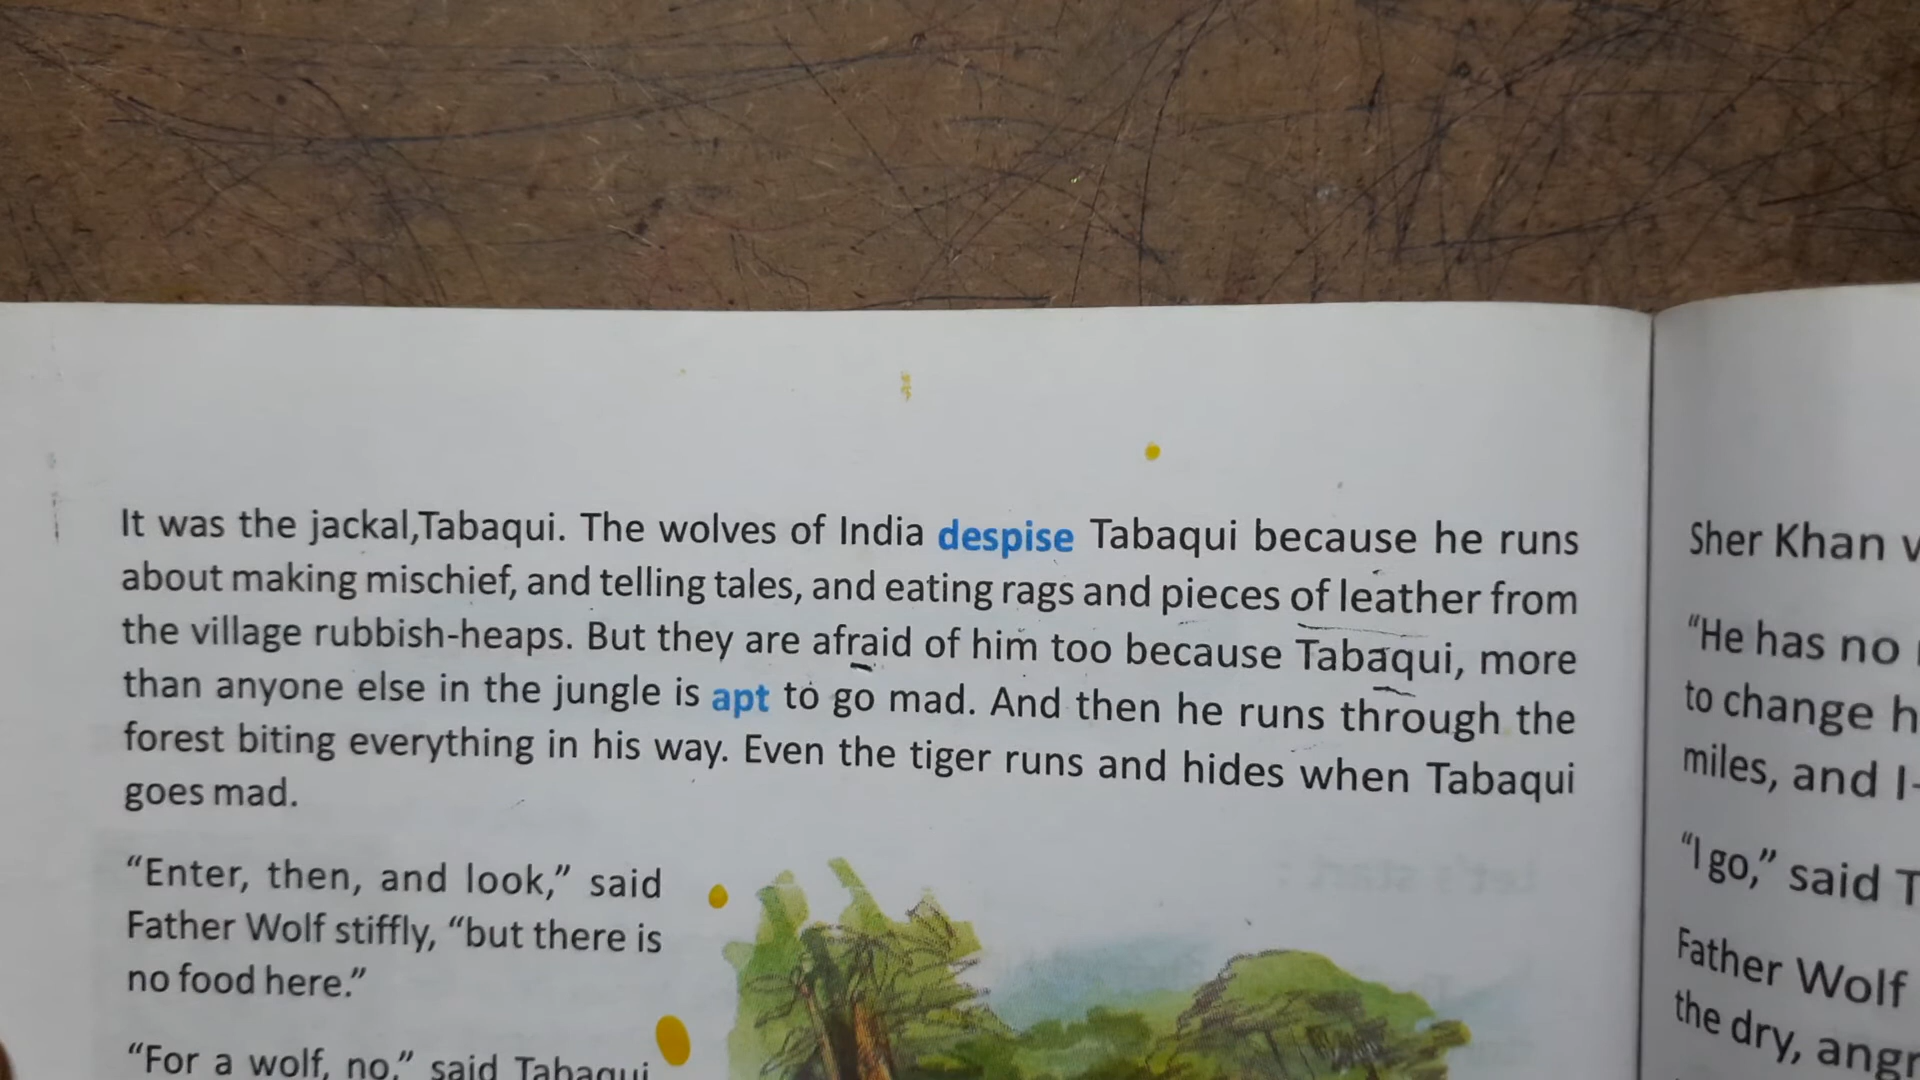 It was the jackal,Tabaqui. The wolves of India despise Tabaqui because he runs
about making mischief, and telling tales, and eating rags and pieces of leather from
the village rubbish-heaps. But they are afraid of him too because Tabaqui, more
than anyone else in the jungle is apt to go mad. And then he runs through the
forest biting everything in his way. Even the tiger runs and hides when Tabaqui
goes mad.
“Enter, then, and look,” said
Father Wolf stiffly, “but there is
no food here.”
“For a wolf, no,” said Tabaqui
Sher Khan
“He has no
to change
miles, and I-
“I go,” said
Father Wolf
the dry,